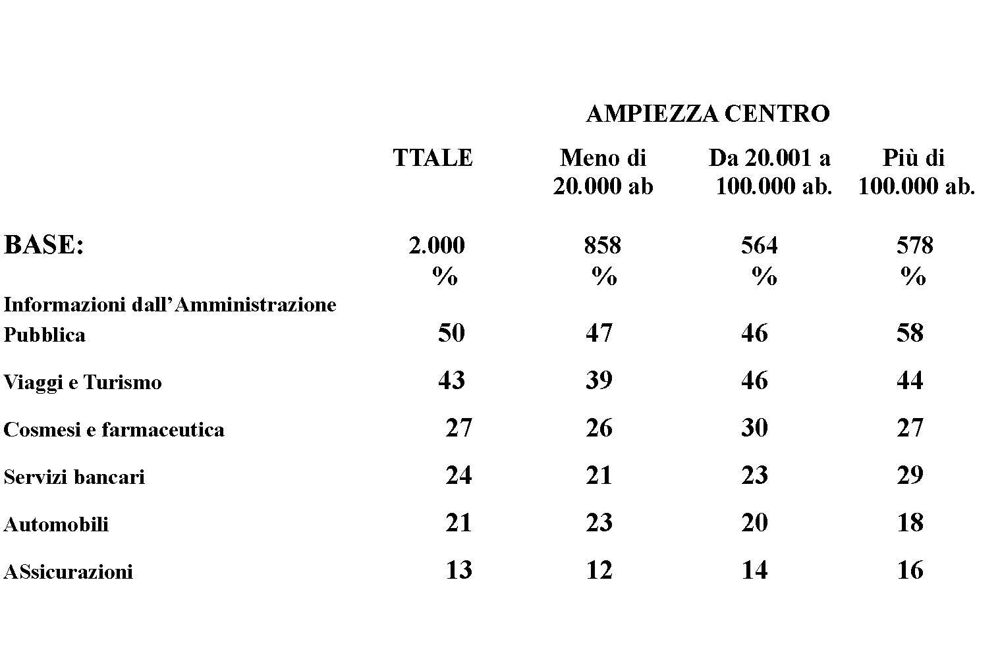 AMPIEZZA CENTRO
TTALE Meno di Da 20.001 a Più di
20.000 ab 100.000 ab. 100.000 ab.
BASE: 2.000 858 564 578
% % % %
Informazioni dall’Amministrazione
Pubblica 50 47 46 58
Viaggi e Turismo 43 39 46 44
Cosmesi e farmaceutica 27 26 30 27
Servizi bancari 24 21 23 29
Automobili 21 23 20 18
ASsicurazioni 13 12 14 16